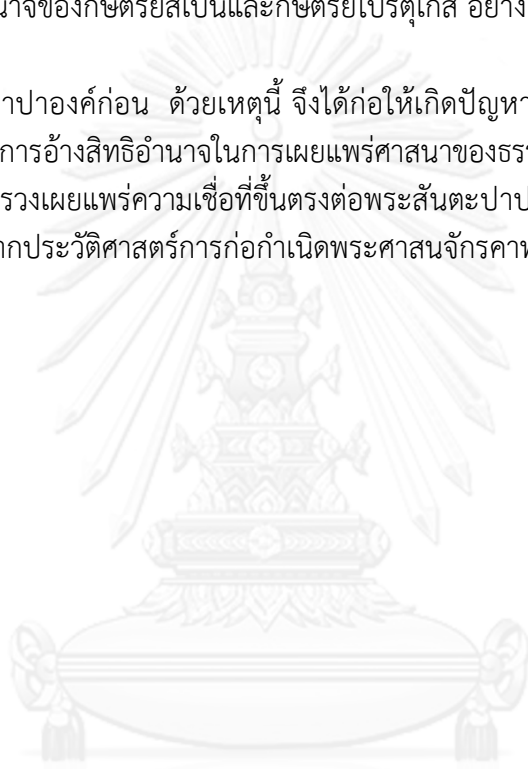 นาจของกษัตริย์สเปนและกษัตริย์โปรตุเกส อย่าง
าปาองค์ก่อน ด้วยเหตุนี้ จึงได้ก่อให้เกิดปัญหา
การอ้างสิทธิอำนาจในการเผยแพร่ศาสนาของธรร
รวงเผยแพร่ความเชื่อที่ขึ้นตรงต่อพระสันตะปาป
ากประวัติศาสตร์การก่อกำเนิดพระศาสนจักรคาท